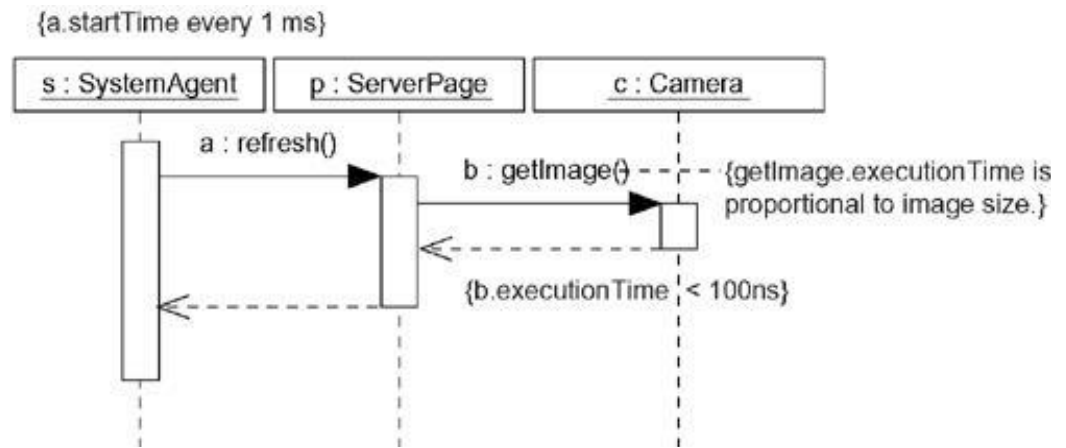 {a.startTime every 1 ms}
s : SystemAgent
p : ServerPage
c : Camera
a : refresh()
b : getImage()
{getImage.executionTime is
proportional to image size.}
{b.executionTime < 100ns}